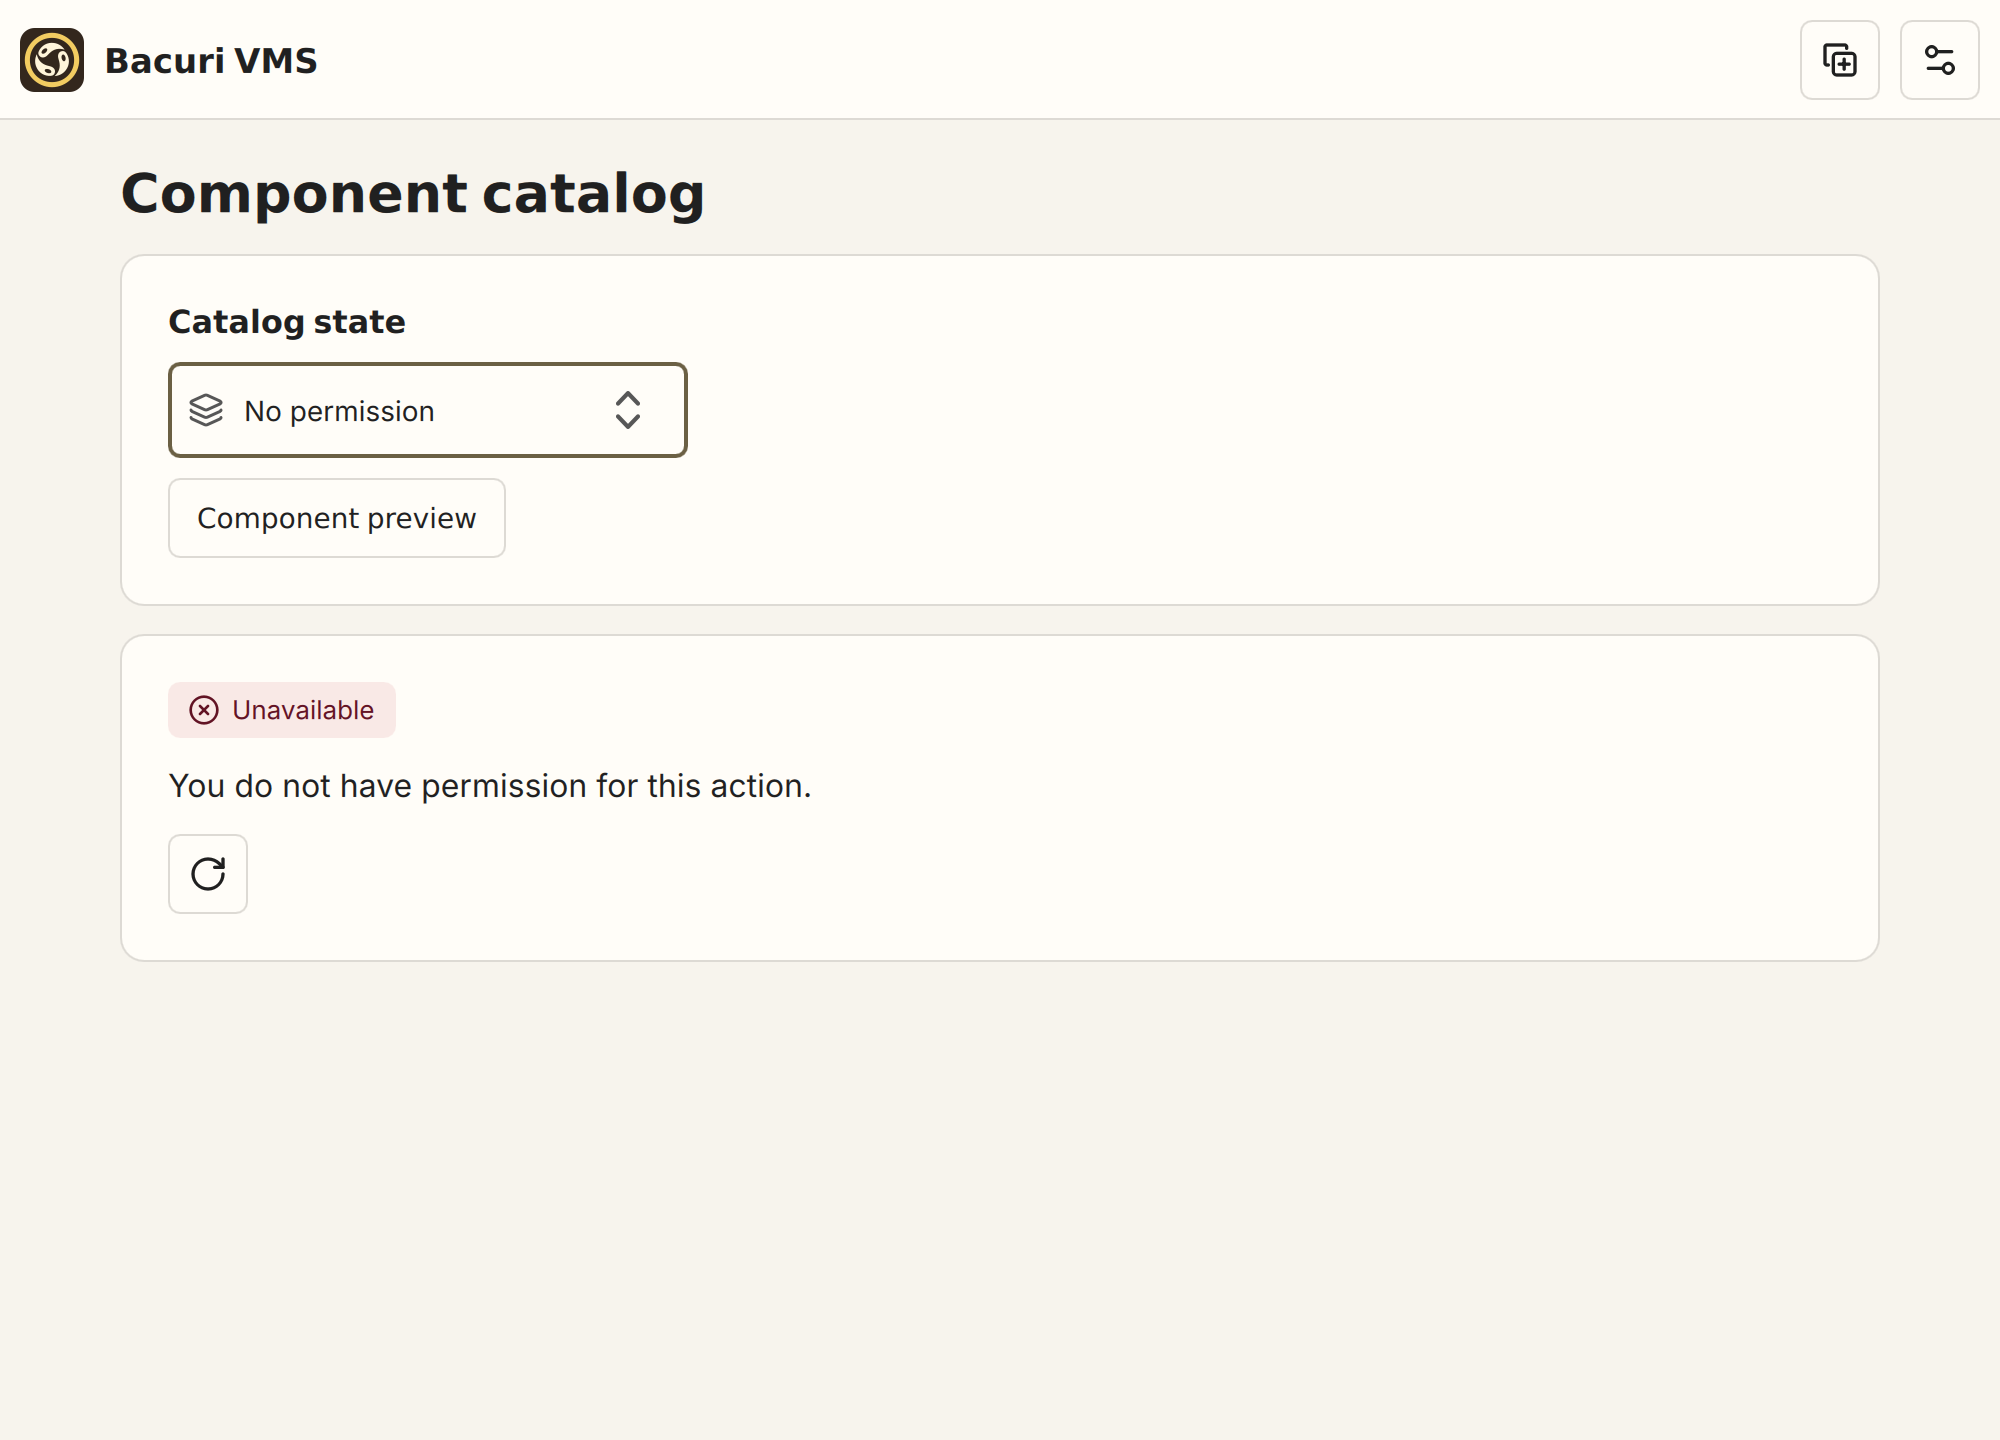 Bacuri VMS
Component catalog
Catalog state
No permission
Component preview
Unavailable
You do not have permission for this action.